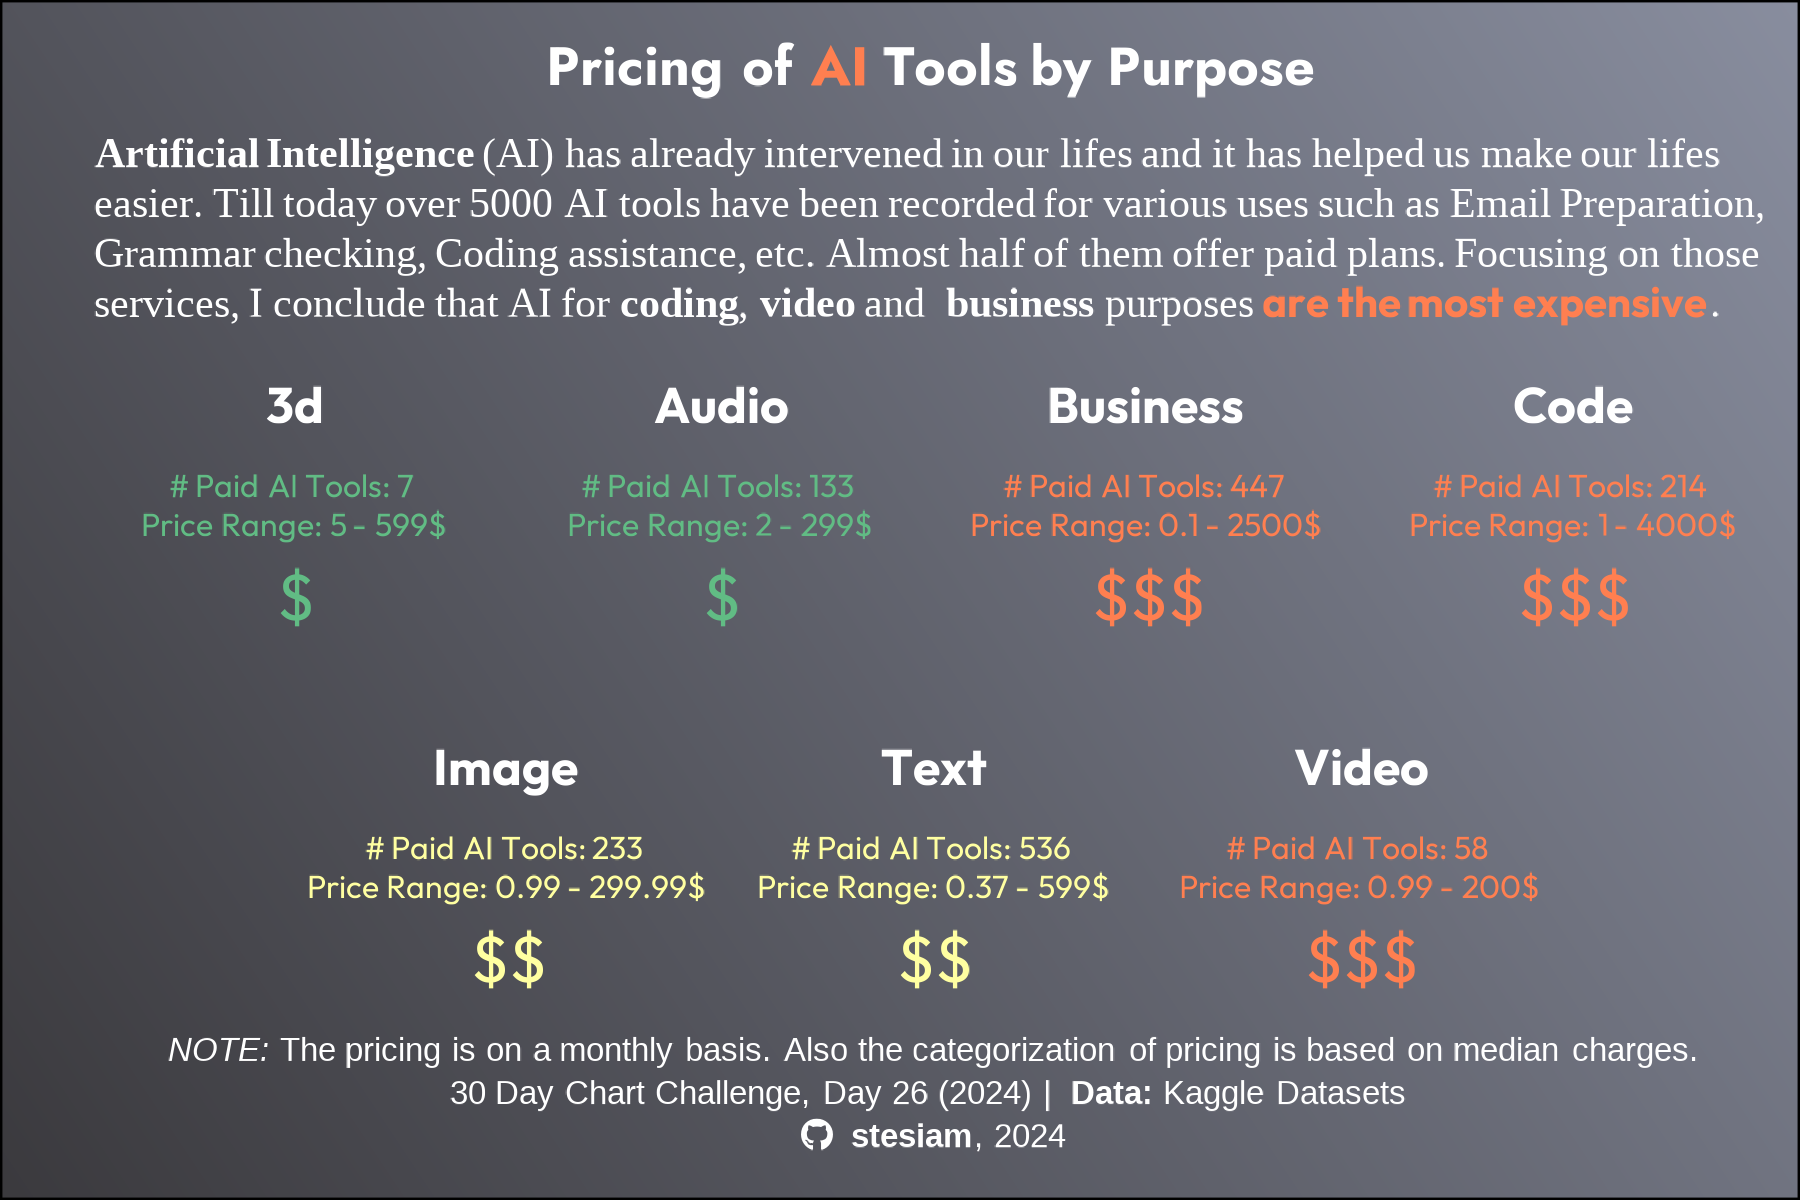 Pricing of AI Tools by Purpose
Artificial Intelligence (AI) has already intervened in our lifes and it has helped us make our lifes
easier. Till today over 5000 AI tools have been recorded for various uses such as Email Preparation,
Grammar checking, Coding assistance, etc. Almost half of them offer paid plans. Focusing on those
services, I conclude that AI for coding, video and business purposes are the most expensive.
3d
# Paid AI Tools: 7
Price Range: 5 - 599$
$
Audio
# Paid AI Tools: 133
Price Range: 2 - 299$
$
Business
# Paid AI Tools: 447
Price Range: 0.1 - 2500$
$$$
Code
# Paid AI Tools: 214
Price Range: 1 - 4000$
$$$
Image
# Paid AI Tools: 233
Price Range: 0.99 - 299.99$
$$
Text
# Paid AI Tools: 536
Price Range: 0.37 - 599$
$$
Video
# Paid AI Tools: 58
Price Range: 0.99 - 200$
$$$
NOTE: The pricing is on a monthly basis. Also the categorization of pricing is based on median charges.
30 Day Chart Challenge, Day 26 (2024) | Data: Kaggle Datasets
stesiam, 2024